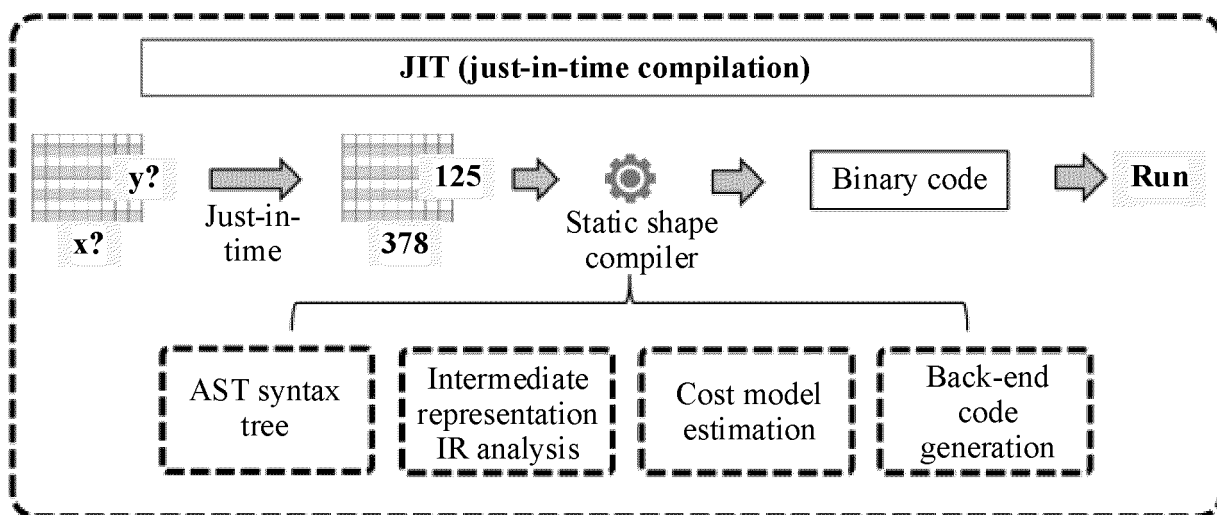 JIT (just-in-time compilation)
y?
x?
Just-in-
time
125
378
Static shape
compiler
Binary code
Run
AST syntax
tree
Intermediate
representation
IR analysis
Cost model
estimation
Back-end
code
generation